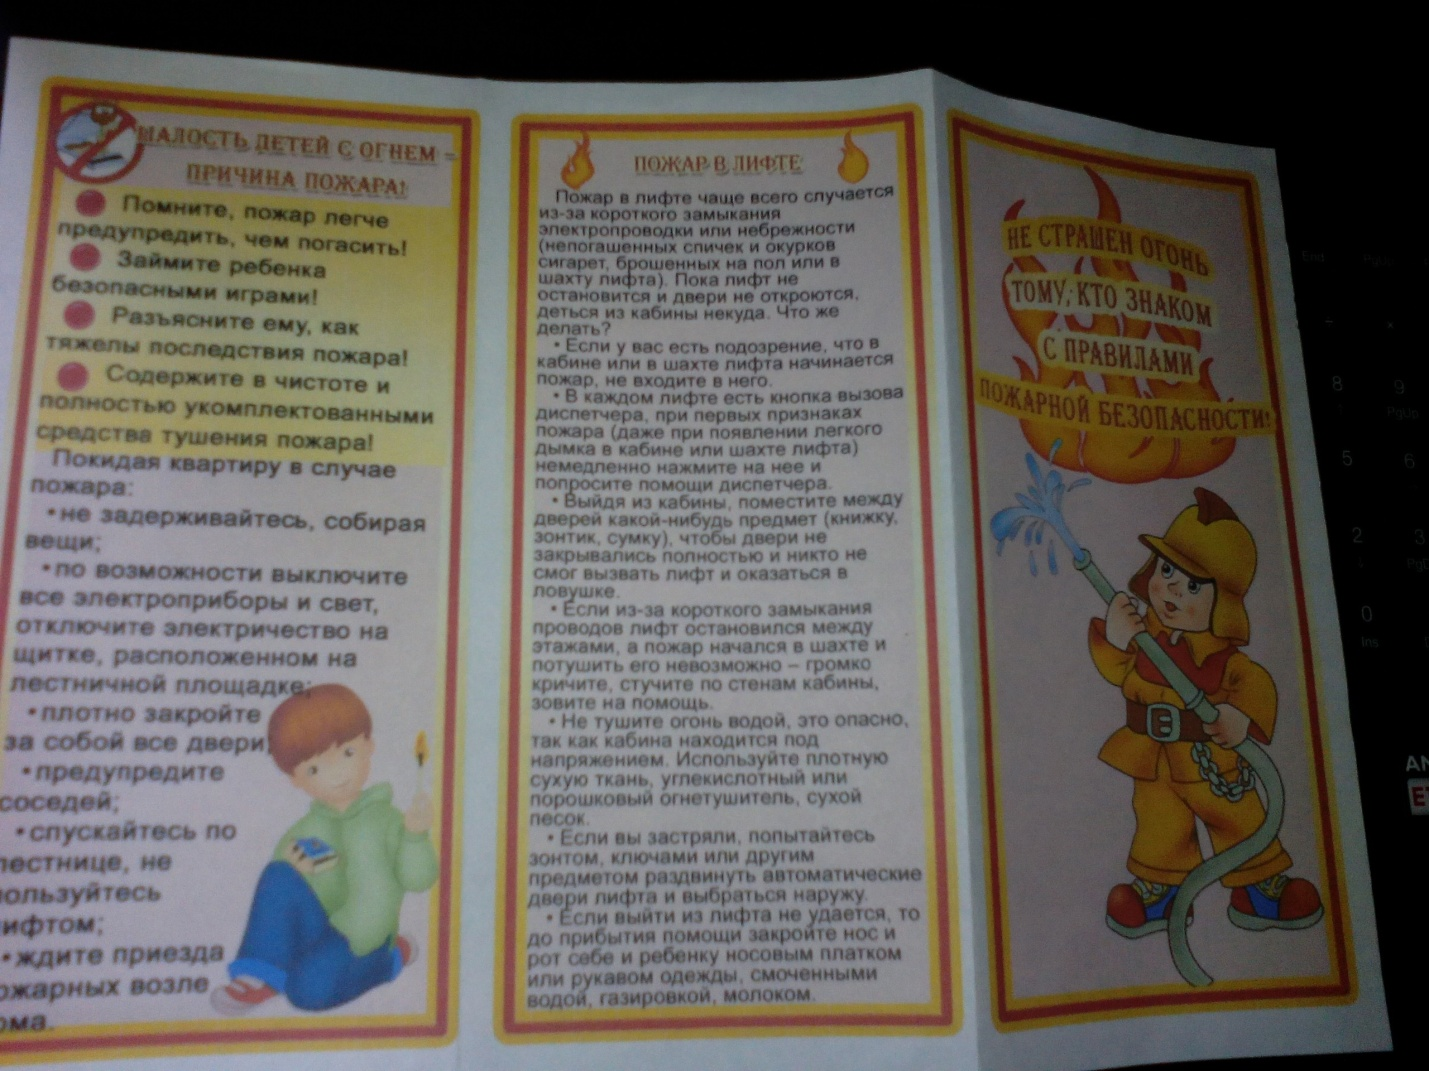 ШАЛОСТЬ ДЕТЕЙ С ОГНЕМ –
ПРИЧИНА ПОЖАРА!
Помните, пожар легче
предупредить, чем погасить!
Займите ребенка
безопасными играми!
Разъясните ему, как
тяжелы последствия пожара!
Содержите в чистоте и
полностью укомплектованными
средства тушения пожара!
Покидая квартиру в случае
пожара:
•не задерживайтесь, собирая
вещи;
•по возможности выключите
все электроприборы и свет,
отключите электричество на
щитке, расположенном на
лестничной площадке;
•плотно закройте
за собой все двери;
•предупредите
соседей;
•спускайтесь по
лестнице, не
пользуйтесь
лифтом;
•ждите приезда
пожарных возле
дома.
ПОЖАР В ЛИФТЕ
Пожар в лифте чаще всего случается
из-за короткого замыкания
электропроводки или небрежности
(непогашенных спичек и окурков
сигарет, брошенных на пол или в
шахту лифта). Пока лифт не
остановится и двери не откроются,
деться из кабины некуда. Что же
делать?
• Если у вас есть подозрение, что в
кабине или в шахте лифта начинается
пожар, не входите в него.
• В каждом лифте есть кнопка вызова
диспетчера, при первых признаках
пожара (даже при появлении легкого
дымка в кабине или шахте лифта)
немедленно нажмите на нее и
попросите помощи диспетчера.
• Выйдя из кабины, поместите между
дверей какой-нибудь предмет (книжку,
зонтик, сумку), чтобы двери не
закрывались полностью и никто не
смог вызвать лифт и оказаться в
ловушке.
• Если из-за короткого замыкания
проводов лифт остановился между
этажами, а пожар начался в шахте и
потушить его невозможно – громко
кричите, стучите по стенам кабины,
зовите на помощь.
• Не тушите огонь водой, это опасно,
так как кабина находится под
напряжением. Используйте плотную
сухую ткань, углекислотный или
порошковый огнетушитель, сухой
песок.
• Если вы застряли, попытайтесь
зонтом, ключами или другим
предметом раздвинуть автоматические
двери лифта и выбраться наружу.
• Если выйти из лифта не удается, то
до прибытия помощи закройте нос и
рот себе и ребенку носовым платком
или рукавом одежды, смоченными
водой, газировкой, молоком.
НЕ СТРАШЕН ОГОНЬ
ТОМУ, КТО ЗНАКОМ
С ПРАВИЛАМИ
ПОЖАРНОЙ БЕЗОПАСНОСТИ!
End
8 9
PgUp
5 6
2 3
0
Ins